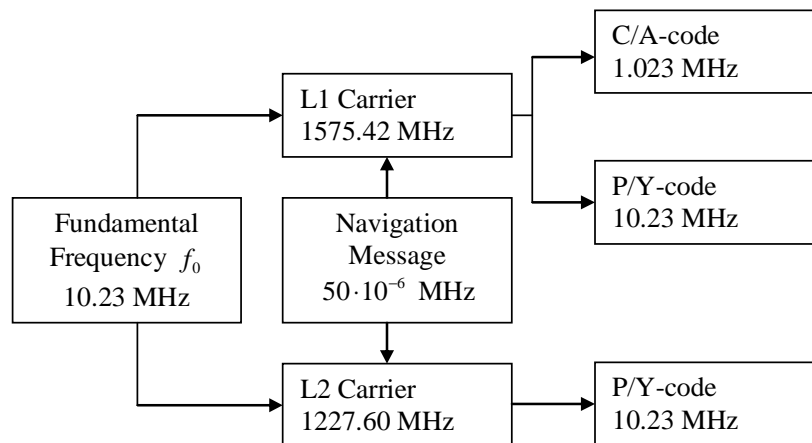 C/A-code
1.023 MHz
L1 Carrier
1575.42 MHz
P/Y-code
10.23 MHz
Fundamental
Frequency f₀
10.23 MHz
Navigation
Message
50·10⁻⁶ MHz
L2 Carrier
1227.60 MHz
P/Y-code
10.23 MHz